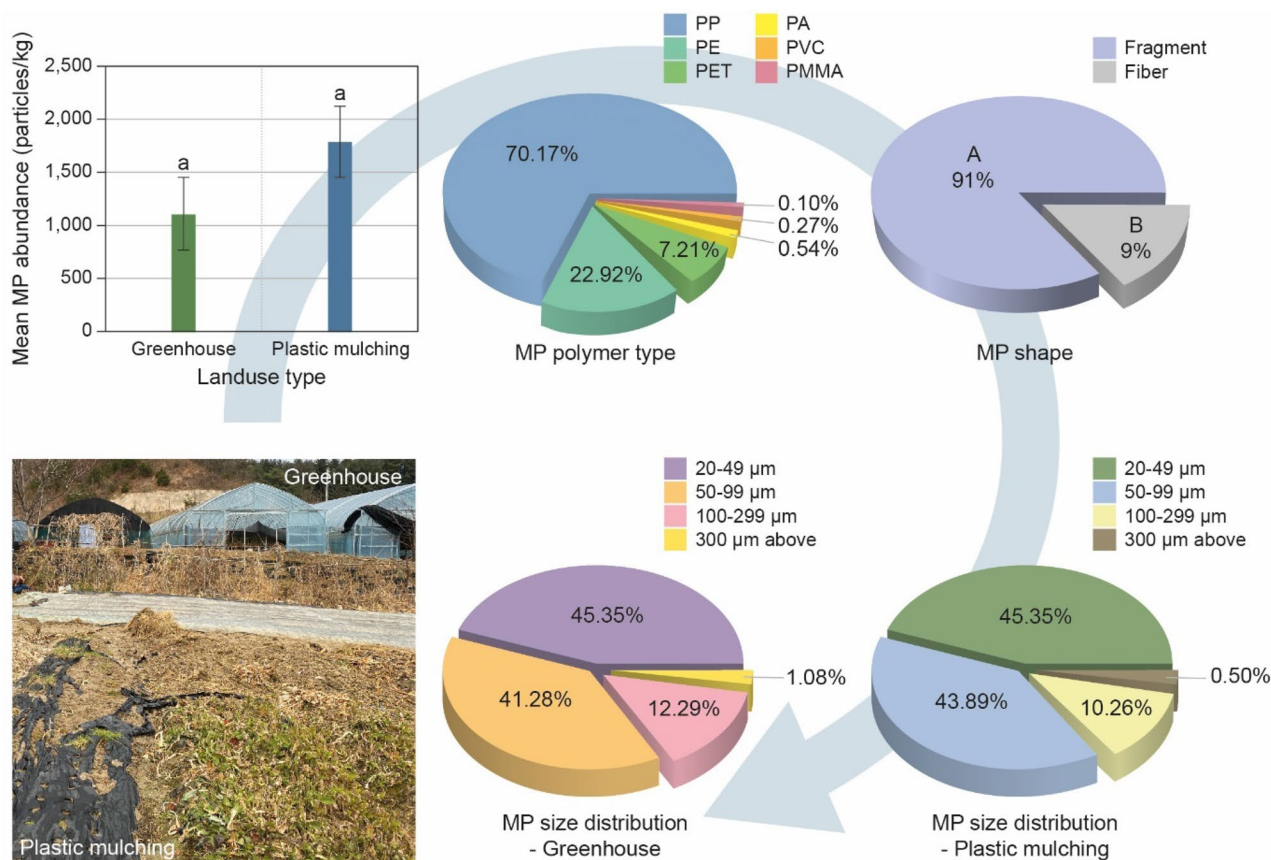 Mean MP abundance (particles/kg)
2,500
2,000
1,500
1,000
500
0
a
a
Greenhouse
Plastic mulching
Landuse type
PP
PE
PET
PA
PVC
PMMA
70.17%
22.92%
7.21%
0.10%
0.27%
0.54%
MP polymer type
Fragment
Fiber
A
91%
B
9%
MP shape
Greenhouse
Plastic mulching
20-49 µm
50-99 µm
100-299 µm
300 µm above
45.35%
41.28%
12.29%
1.08%
MP size distribution
- Greenhouse
20-49 µm
50-99 µm
100-299 µm
300 µm above
45.35%
43.89%
10.26%
0.50%
MP size distribution
- Plastic mulching